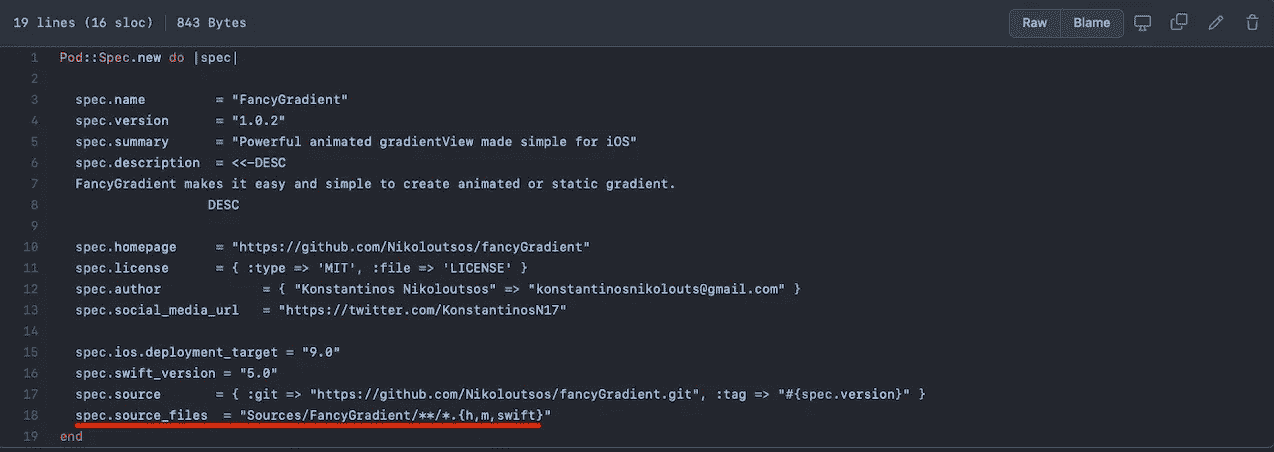 19 lines (16 sloc) 843 Bytes Raw Blame
1 Pod::Spec.new do |spec|
2
3 spec.name = "FancyGradient"
4 spec.version = "1.0.2"
5 spec.summary = "Powerful animated gradientView made simple for iOS"
6 spec.description = <<-DESC
7 FancyGradient makes it easy and simple to create animated or static gradient.
8 DESC
9
10 spec.homepage = "https://github.com/Nikoloutsos/fancyGradient"
11 spec.license = { :type => 'MIT', :file => 'LICENSE' }
12 spec.author = { "Konstantinos Nikoloutsos" => "konstantinosnikolouts@gmail.com" }
13 spec.social_media_url = "https://twitter.com/KonstantinosN17"
14
15 spec.ios.deployment_target = "9.0"
16 spec.swift_version = "5.0"
17 spec.source = { :git => "https://github.com/Nikoloutsos/fancyGradient.git", :tag => "#{spec.version}" }
18 spec.source_files = "Sources/FancyGradient/**/*.{h,m,swift}"
19 end